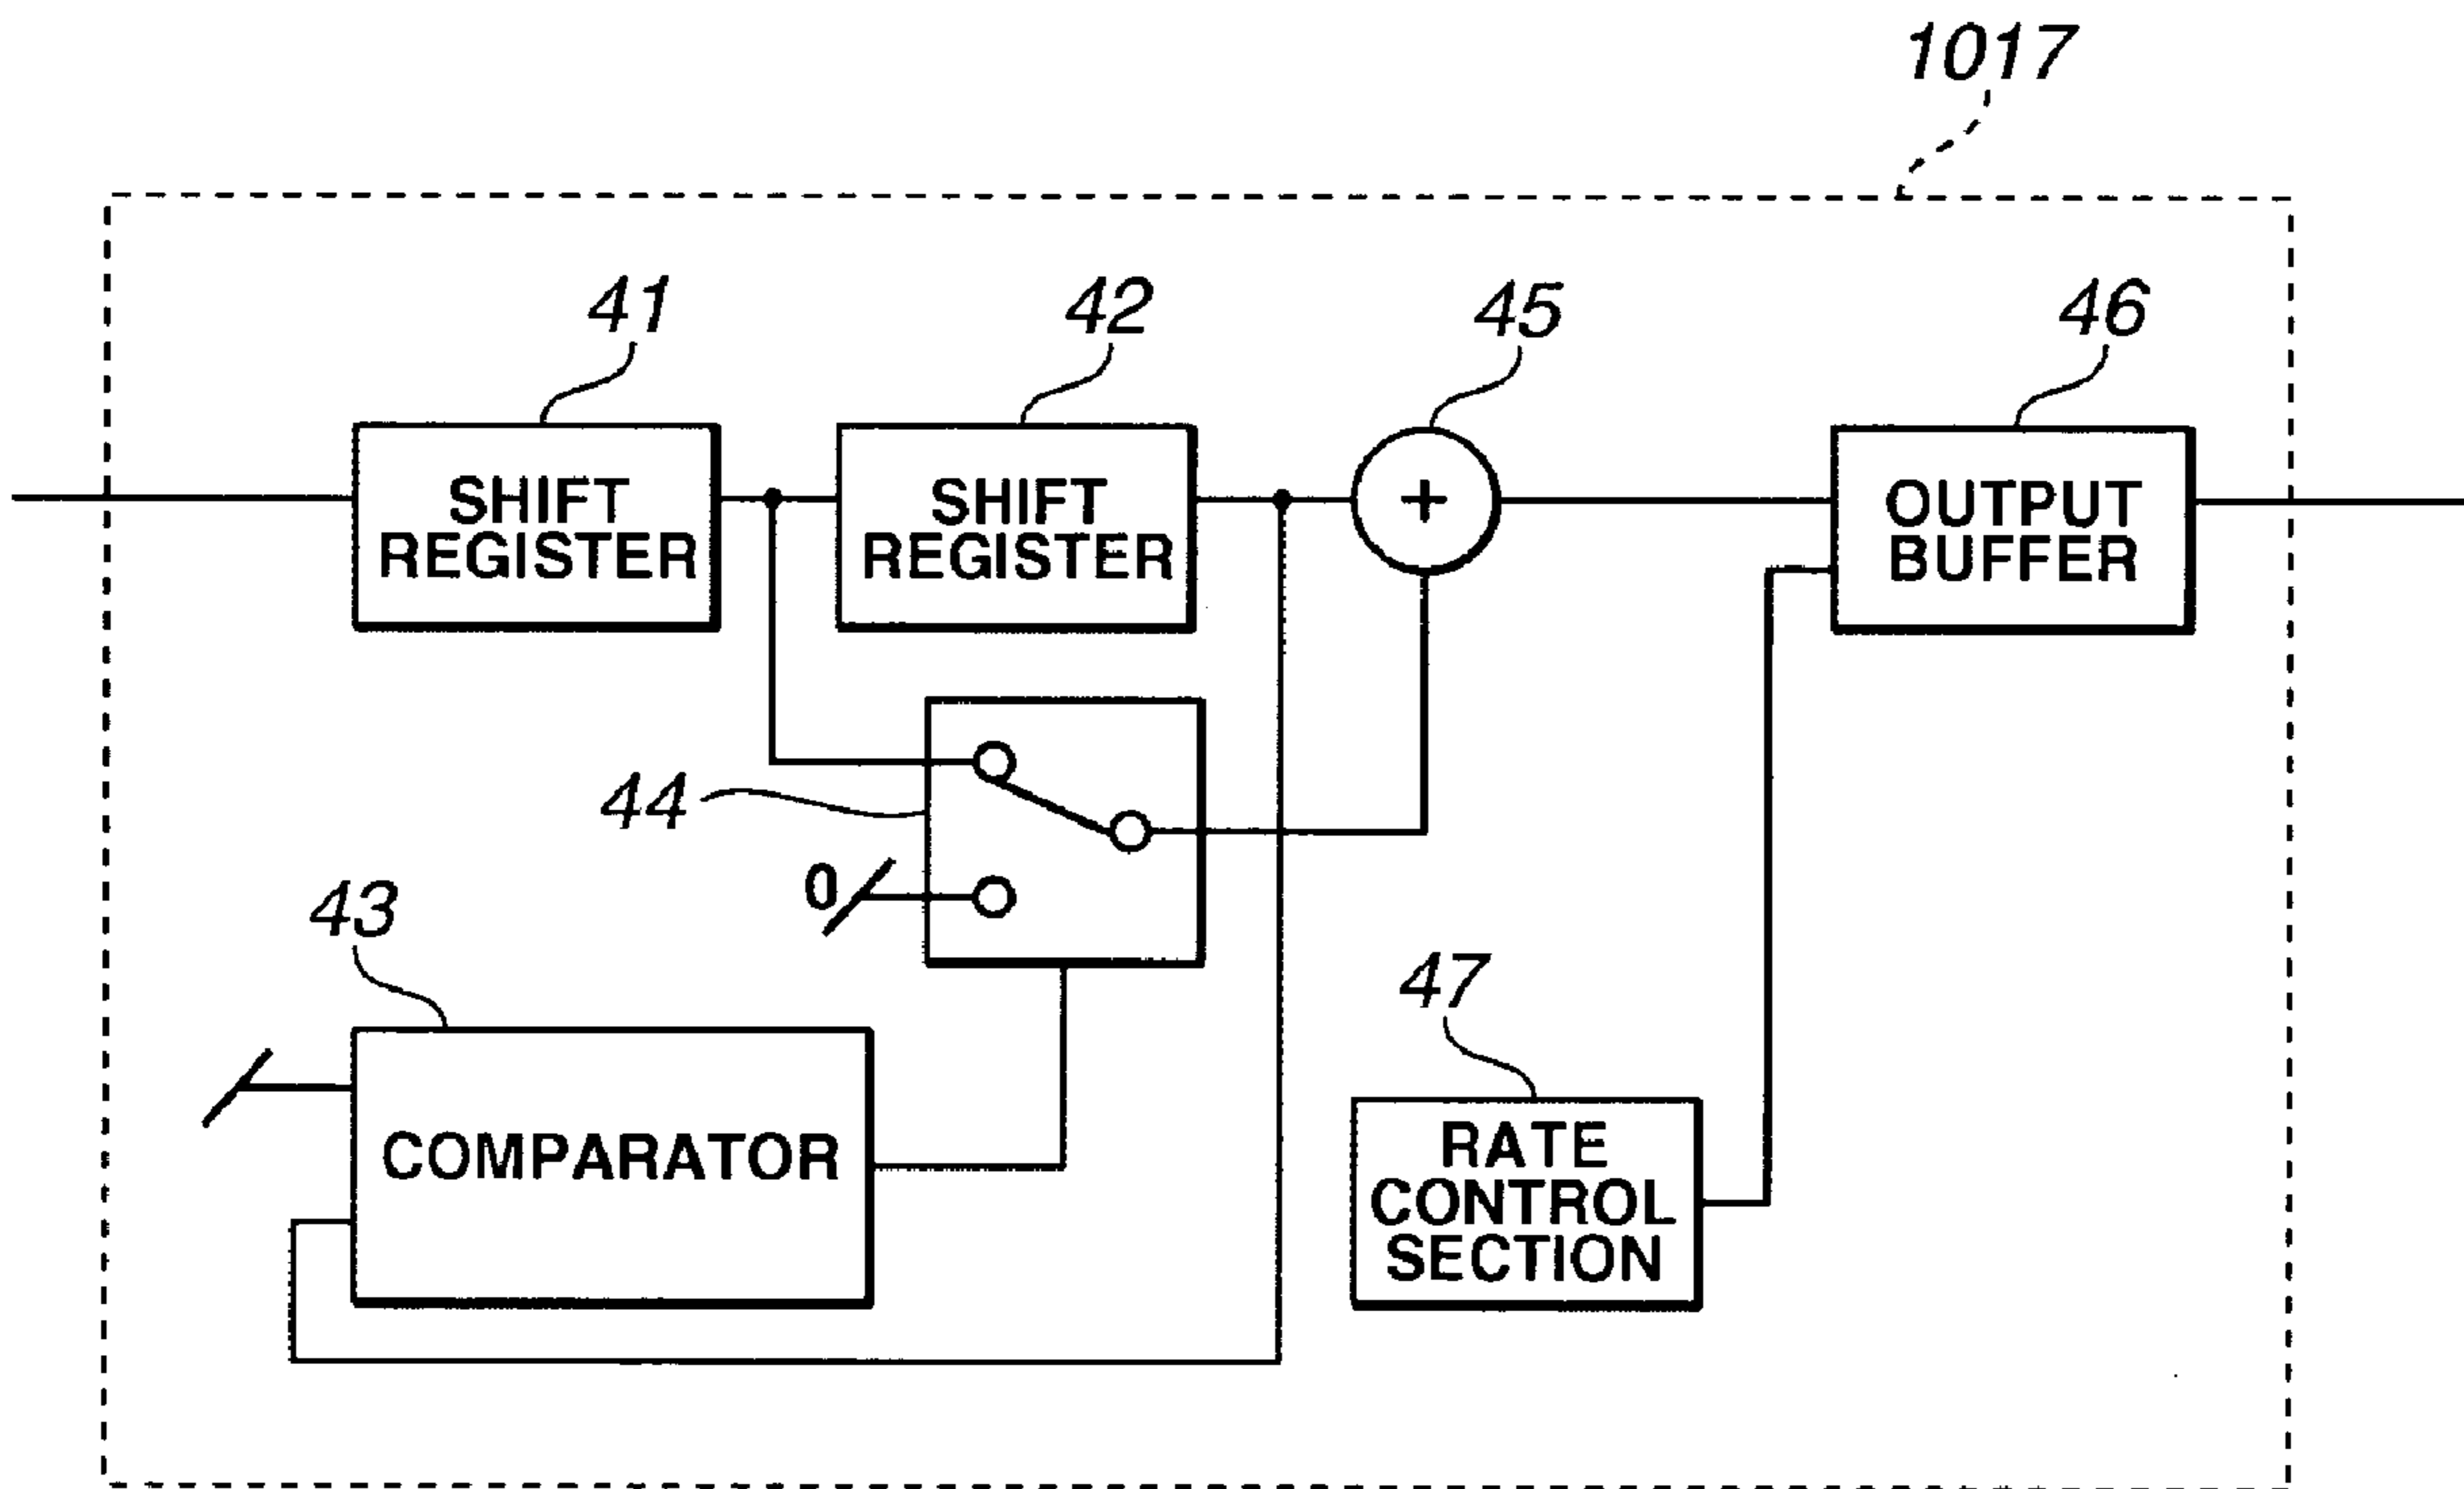 1017
41
42
45
46
SHIFT
REGISTER
SHIFT
REGISTER
+
OUTPUT
BUFFER
44
0
43
47
COMPARATOR
RATE
CONTROL
SECTION